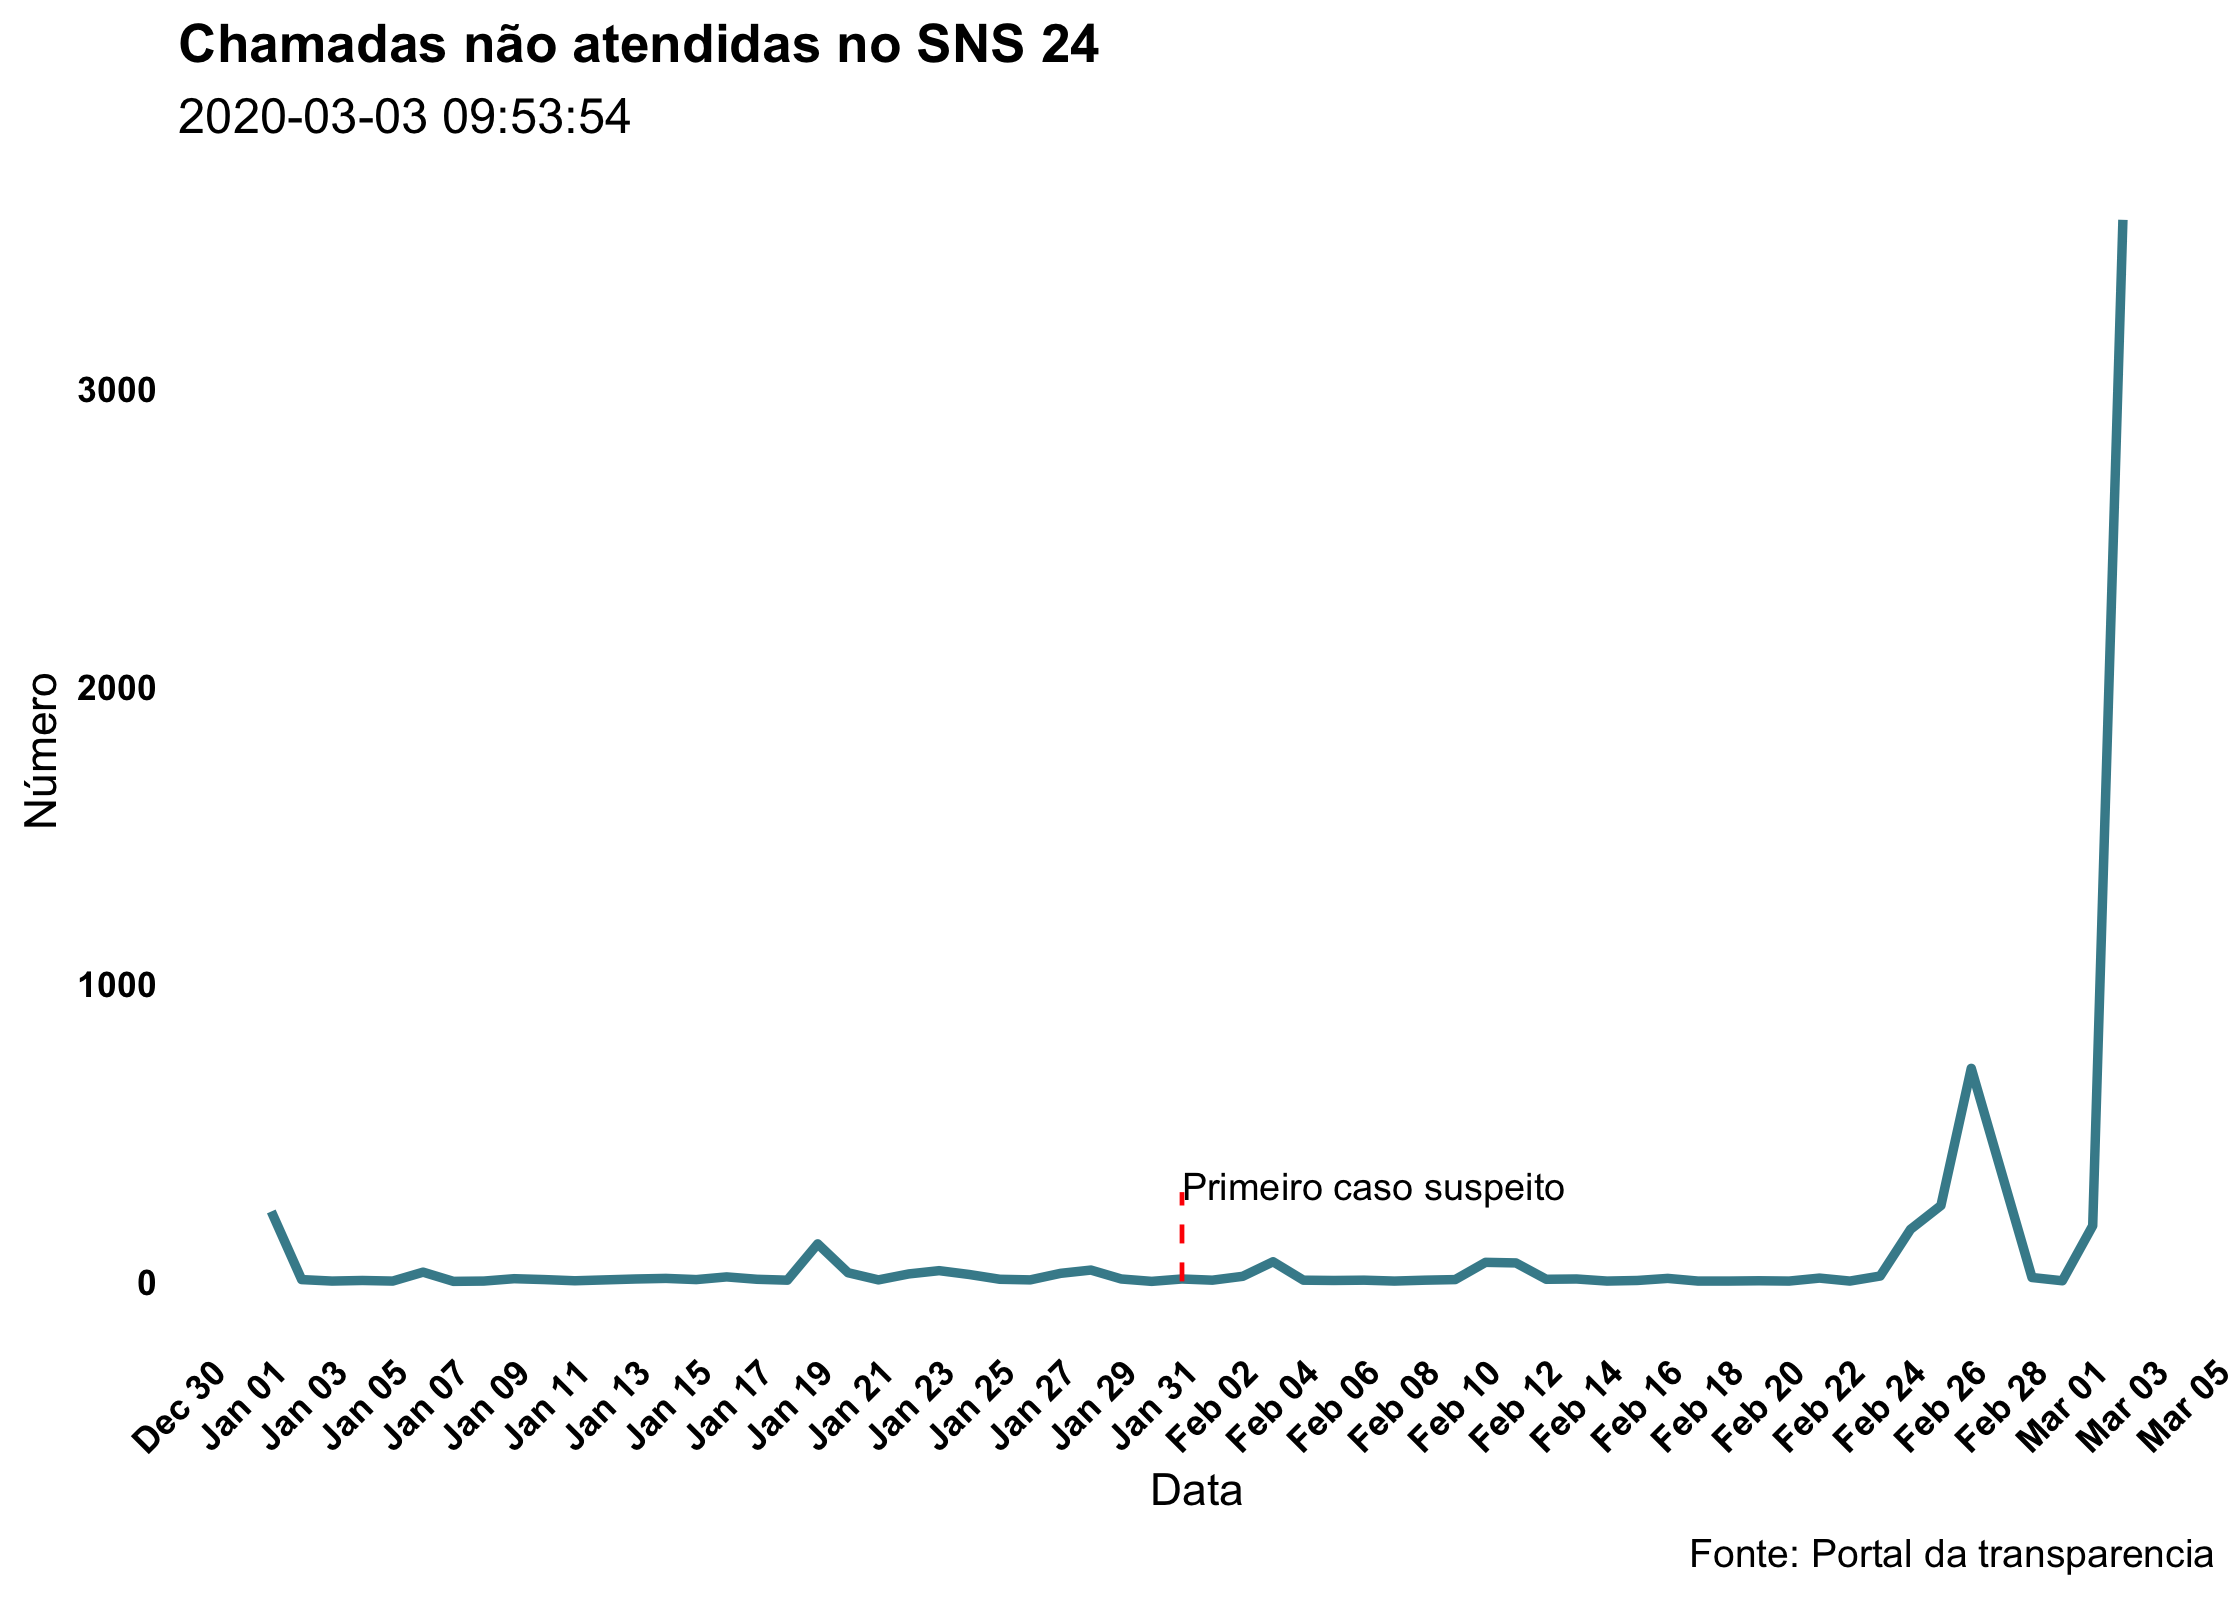 Chamadas não atendidas no SNS 24
2020-03-03 09:53:54
3000
2000
1000
0
Número
Primeiro caso suspeito
Dec 30
Jan 01
Jan 03
Jan 05
Jan 07
Jan 09
Jan 11
Jan 13
Jan 15
Jan 17
Jan 19
Jan 21
Jan 23
Jan 25
Jan 27
Jan 29
Jan 31
Feb 02
Feb 04
Feb 06
Feb 08
Feb 10
Feb 12
Feb 14
Feb 16
Feb 18
Feb 20
Feb 22
Feb 24
Feb 26
Feb 28
Mar 01
Mar 03
Mar 05
Data
Fonte: Portal da transparencia